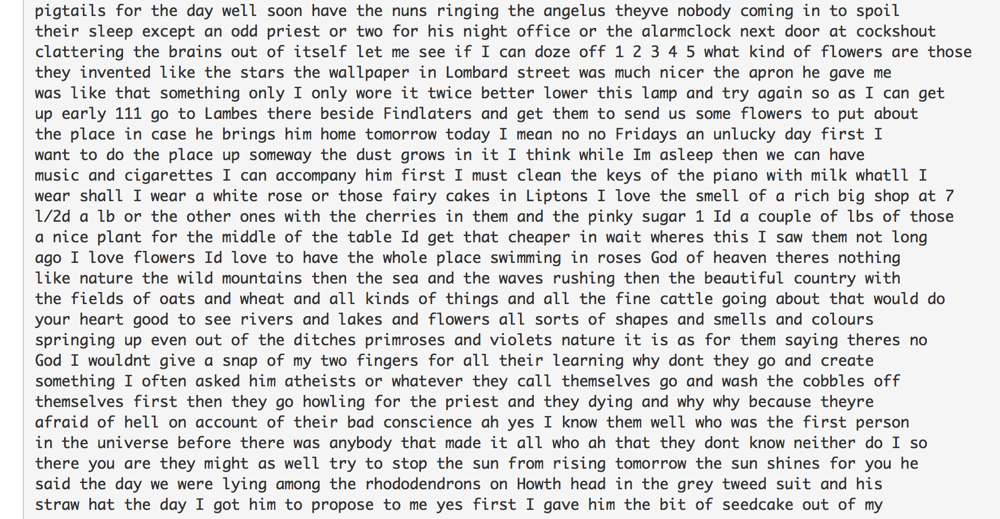 pigtails for the day well soon have the nuns ringing the angelus theyve nobody coming in to spoil
their sleep except an odd priest or two for his night office or the alarmclock next door at cockshout
clattering the brains out of itself let me see if I can doze off 1 2 3 4 5 what kind of flowers are those
they invented like the stars the wallpaper in Lombard street was much nicer the apron he gave me
was like that something only I only wore it twice better lower this lamp and try again so as I can get
up early 111 go to Lambes there beside Findlaters and get them to send us some flowers to put about
the place in case he brings him home tomorrow today I mean no no Fridays an unlucky day first I
want to do the place up someway the dust grows in it I think while Im asleep then we can have
music and cigarettes I can accompany him first I must clean the keys of the piano with milk whatll I
wear shall I wear a white rose or those fairy cakes in Liptons I love the smell of a rich big shop at 7
l/2d a lb or the other ones with the cherries in them and the pinky sugar 1 Id a couple of lbs of those
a nice plant for the middle of the table Id get that cheaper in wait wheres this I saw them not long
ago I love flowers Id love to have the whole place swimming in roses God of heaven theres nothing
like nature the wild mountains then the sea and the waves rushing then the beautiful country with
the fields of oats and wheat and all kinds of things and all the fine cattle going about that would do
your heart good to see rivers and lakes and flowers all sorts of shapes and smells and colours
springing up even out of the ditches primroses and violets nature it is as for them saying theres no
God I wouldnt give a snap of my two fingers for all their learning why dont they go and create
something I often asked him atheists or whatever they call themselves go and wash the cobbles off
themselves first then they go howling for the priest and they dying and why why because theyre
afraid of hell on account of their bad conscience ah yes I know them well who was the first person
in the universe before there was anybody that made it all who ah that they dont know neither do I so
there you are they might as well try to stop the sun from rising tomorrow the sun shines for you he
said the day we were lying among the rhododendrons on Howth head in the grey tweed suit and his
straw hat the day I got him to propose to me yes first I gave him the bit of seedcake out of my